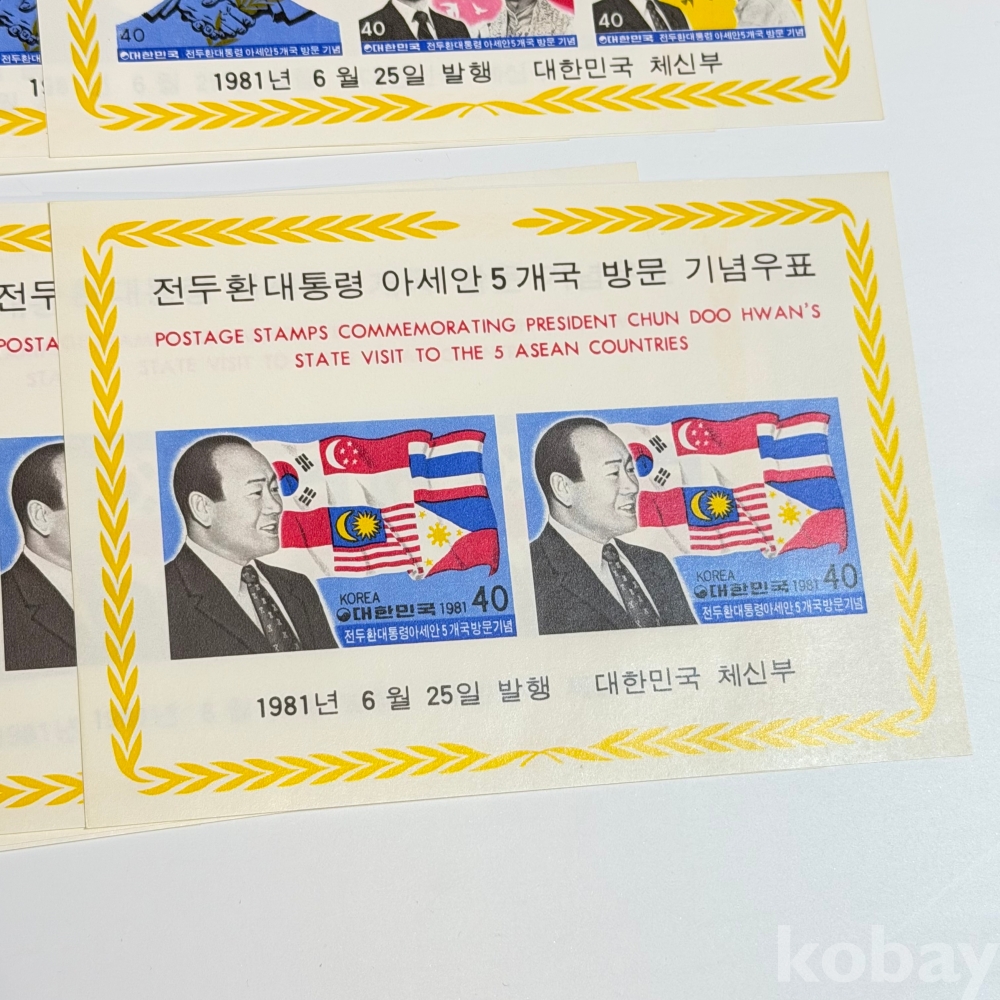 40
40
40
대한민국 전두환대통령 아세안5개국 방문 기념
대한민국 전두환대통령 아세안5개국 방문 기념
대한민국 전두환대통령 아세안5개국 방문 기념
1981년 6월 25일 발행 대한민국 체신부
전두환대통령 아세안5개국 방문 기념우표
POSTAGE STAMPS COMMEMORATING PRESIDENT CHUN DOO HWAN'S
STATE VISIT TO THE 5 ASEAN COUNTRIES
전두
POSTA
KOREA
대한민국 1981 40
전두환대통령아세안5개국방문기념
KOREA
대한민국 1981 40
전두환대통령아세안5개국방문기념
1981년 6월 25일 발행 대한민국 체신부
kobay